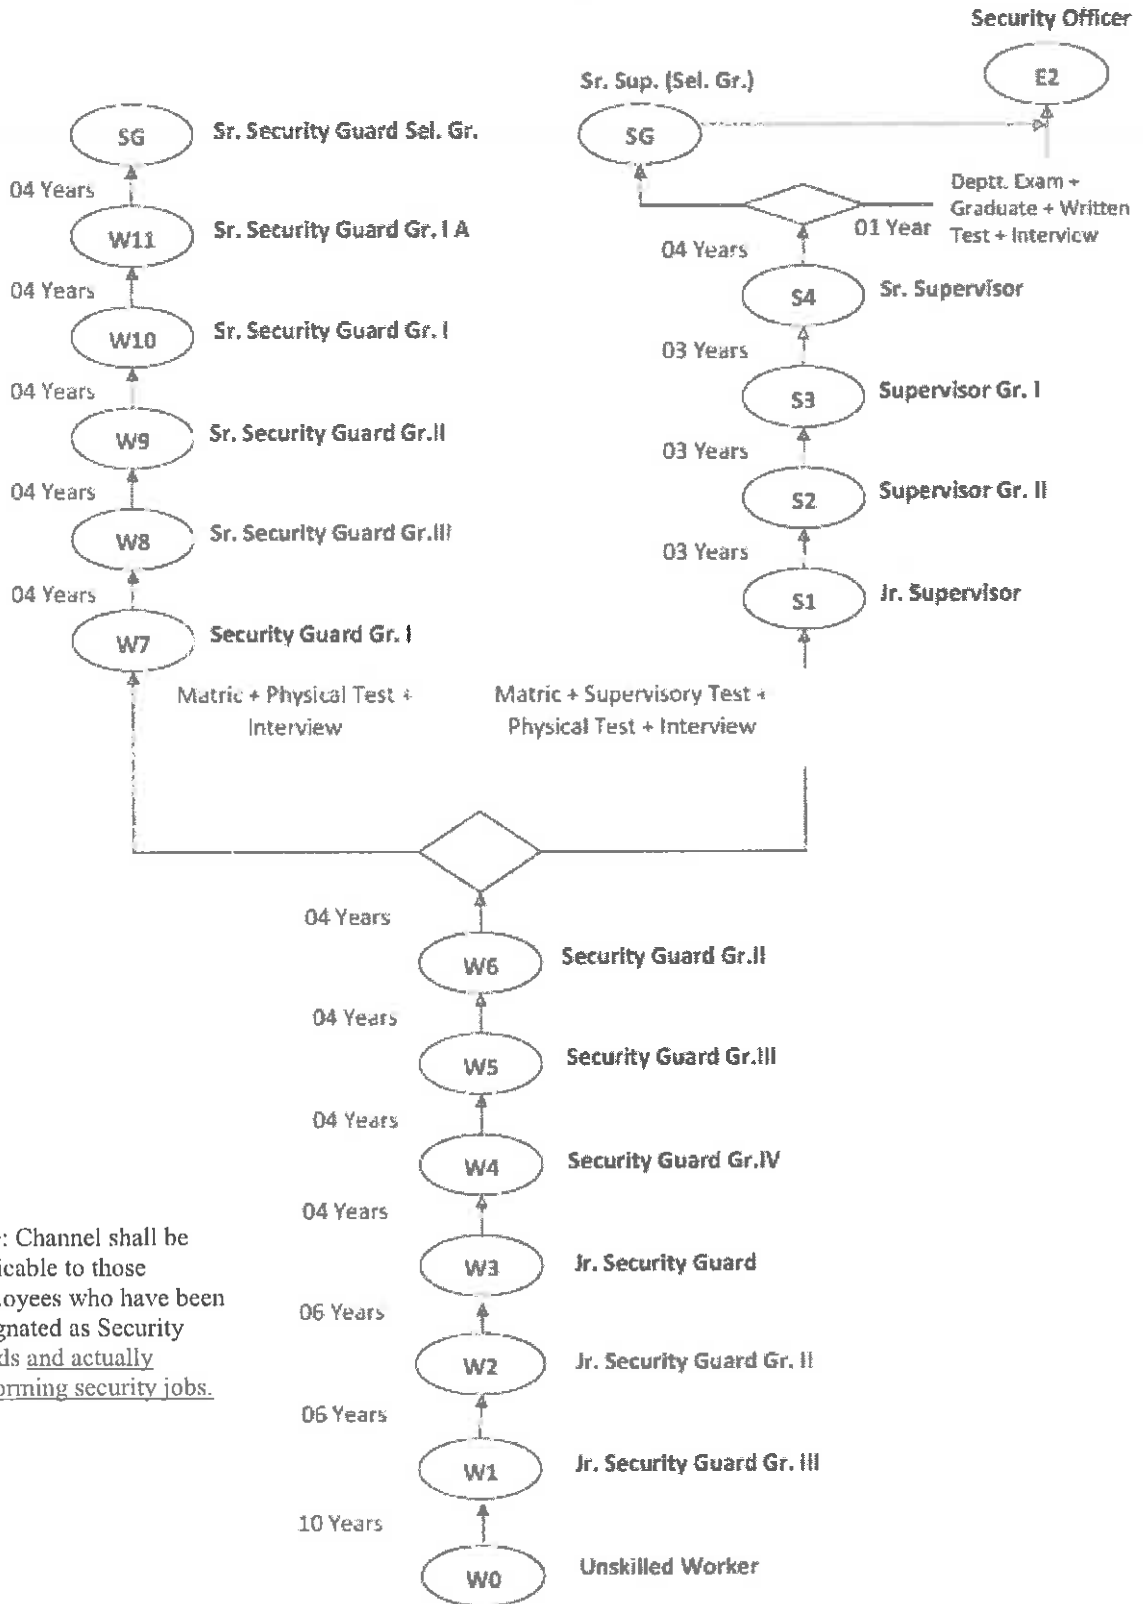 Security Officer
E2
Sr. Sup. (Sel. Gr.)
SG
Sr. Security Guard Sel. Gr.
SG
04 Years
Deptt. Exam +
Graduate + Written
Test + Interview
01 Year
W11
Sr. Security Guard Gr. I A
04 Years
04 Years
S4
Sr. Supervisor
W10
Sr. Security Guard Gr. I
03 Years
04 Years
S3
Supervisor Gr. I
W9
Sr. Security Guard Gr.II
03 Years
04 Years
S2
Supervisor Gr. II
W8
Sr. Security Guard Gr.III
03 Years
04 Years
S1
Jr. Supervisor
W7
Security Guard Gr. I
Matric + Physical Test +
Interview
Matric + Supervisory Test +
Physical Test + Interview
04 Years
W6
Security Guard Gr.II
04 Years
W5
Security Guard Gr.III
04 Years
W4
Security Guard Gr.IV
04 Years
: Channel shall be
icable to those
oyees who have been
gnated as Security
ds and actually
orming security jobs.
W3
Jr. Security Guard
06 Years
W2
Jr. Security Guard Gr. II
06 Years
W1
Jr. Security Guard Gr. III
10 Years
W0
Unskilled Worker